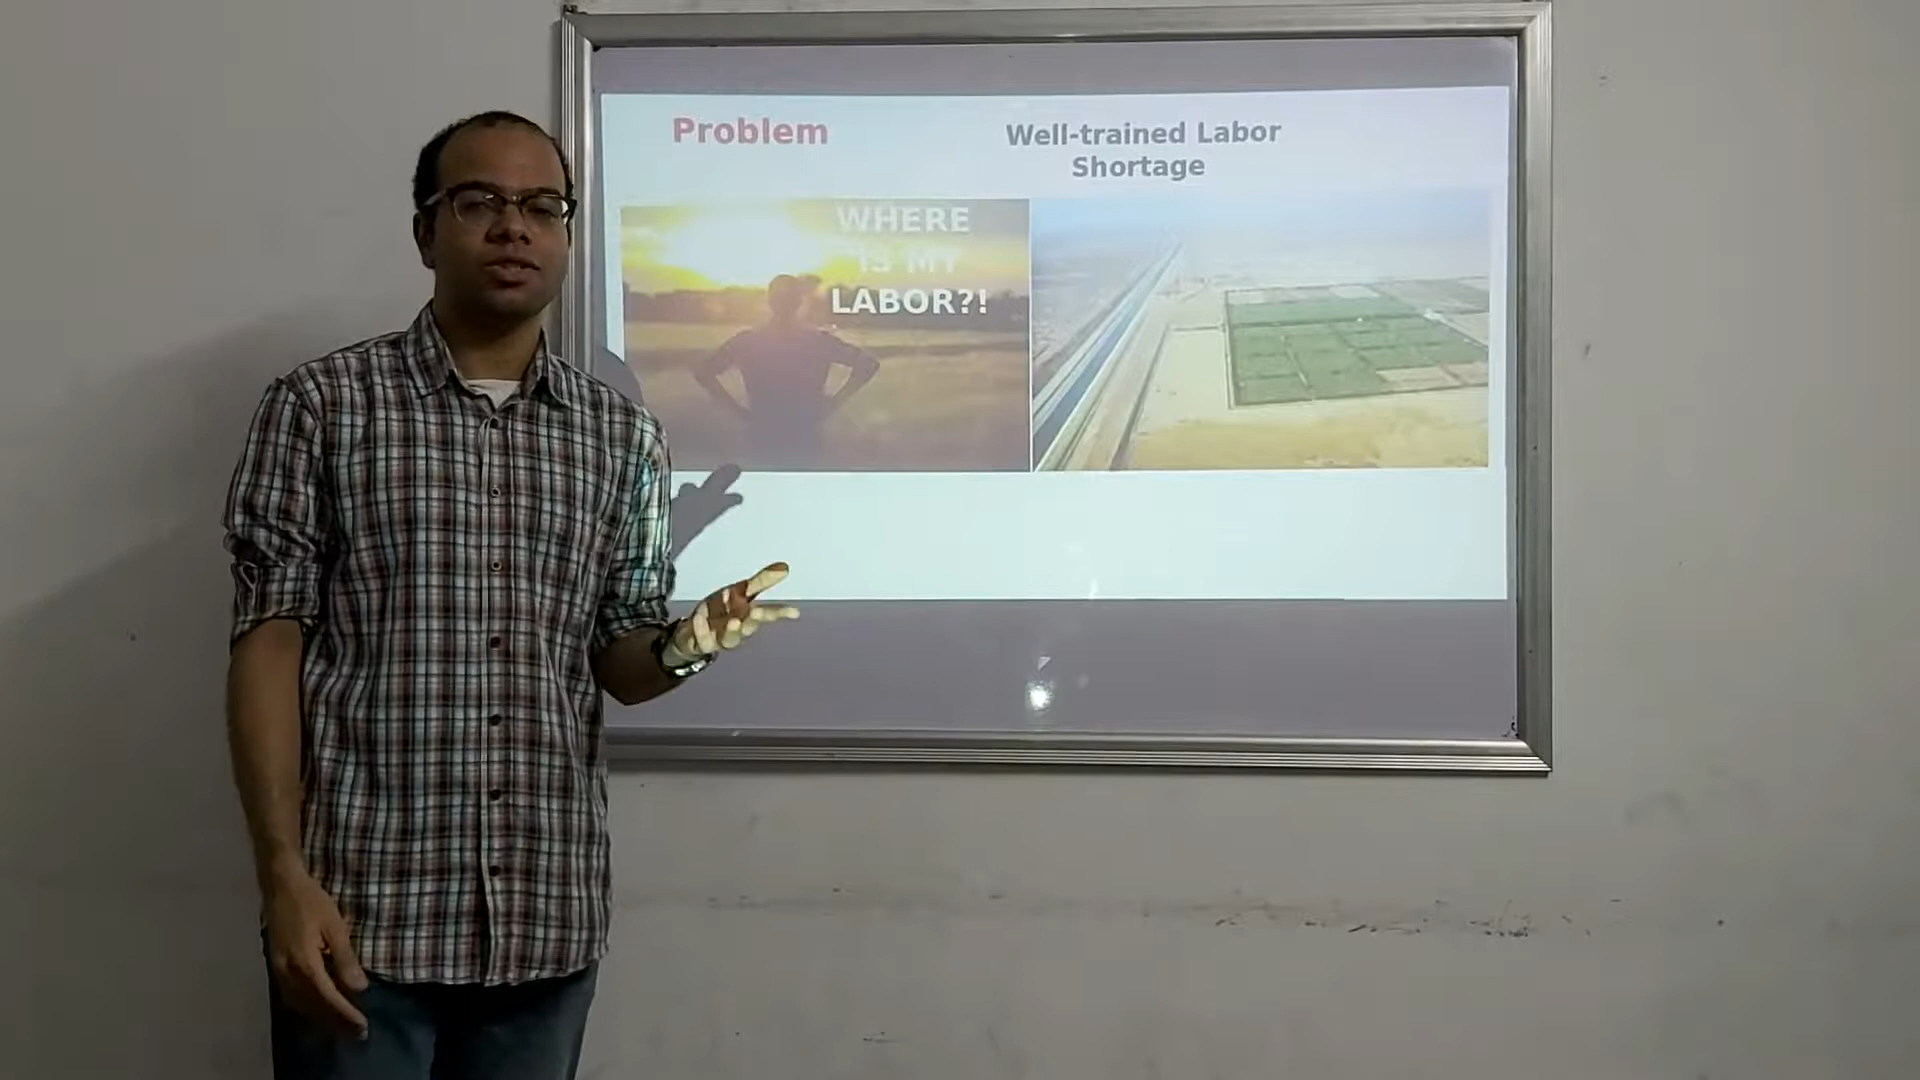 Problem
Well-trained Labor
Shortage
WHERE
IS MY
LABOR?!